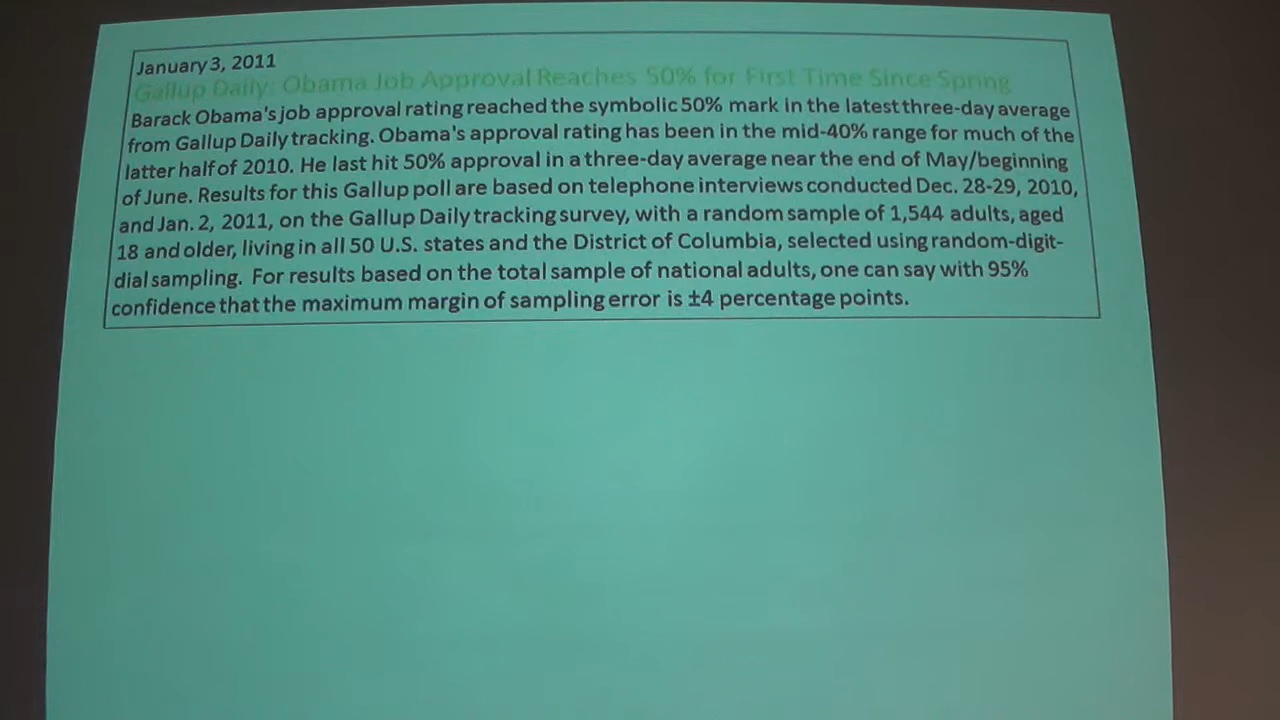 January 3, 2011
Gallup Daily: Obama Job Approval Reaches 50% for First Time Since Spring
Barack Obama's job approval rating reached the symbolic 50% mark in the latest three-day average
from Gallup Daily tracking. Obama's approval rating has been in the mid-40% range for much of the
latter half of 2010. He last hit 50% approval in a three-day average near the end of May/beginning
of June. Results for this Gallup poll are based on telephone interviews conducted Dec. 28-29, 2010,
and Jan. 2, 2011, on the Gallup Daily tracking survey, with a random sample of 1,544 adults, aged
18 and older, living in all 50 U.S. states and the District of Columbia, selected using random-digit-
dial sampling. For results based on the total sample of national adults, one can say with 95%
confidence that the maximum margin of sampling error is ±4 percentage points.